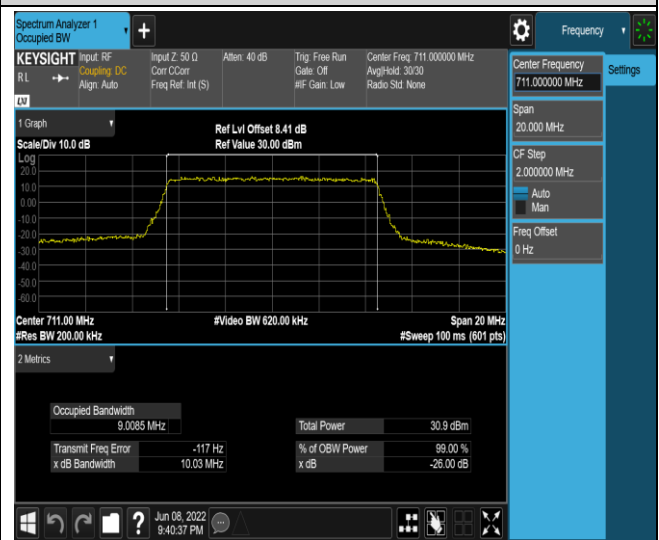 Spectrum Analyzer 1
Occupied BW
+
Frequency
KEYSIGHT
RL
LXI
Input: RF
Coupling: DC
Align: Auto
Input Z: 50 Ω
Corr CCorr
Freq Ref: Int (S)
Atten: 40 dB
Trig: Free Run
Gate: Off
#IF Gain: Low
Center Freq: 711.000000 MHz
Avg|Hold: 30/30
Radio Std: None
Center Frequency
711.000000 MHz
Settings
Span
20.000 MHz
CF Step
2.000000 MHz
Auto
Man
Freq Offset
0 Hz
1 Graph
Scale/Div 10.0 dB
Ref Lvl Offset 8.41 dB
Ref Value 30.00 dBm
Log
20.0
10.0
0.00
-10.0
-20.0
-30.0
-40.0
-50.0
-60.0
Center 711.00 MHz
#Video BW 620.00 kHz
Span 20 MHz
#Res BW 200.00 kHz
#Sweep 100 ms (601 pts)
2 Metrics
Occupied Bandwidth
9.0085 MHz
Total Power 30.9 dBm
Transmit Freq Error -117 Hz
% of OBW Power 99.00 %
x dB Bandwidth 10.03 MHz
x dB -26.00 dB
?
Jun 08, 2022
9:40:37 PM